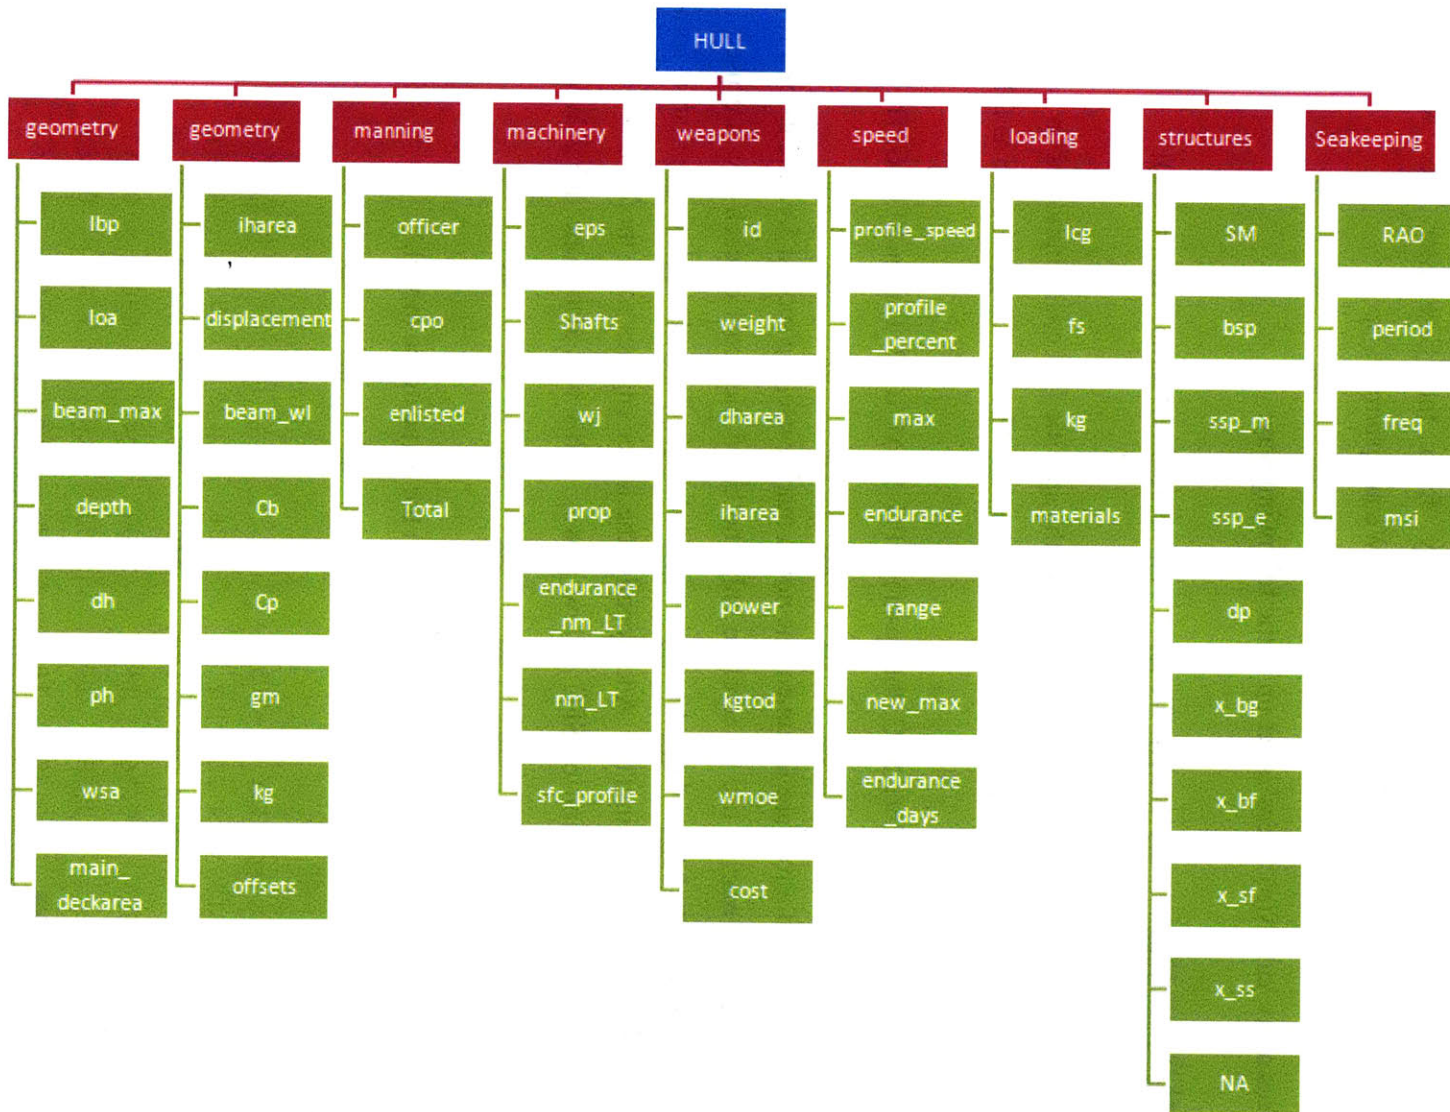 HULL
geometry
geometry
manning
machinery
weapons
speed
loading
structures
Seakeeping
lbp
loa
beam_max
depth
dh
ph
wsa
main_
deckarea
iharea
,
displacement
beam_wl
Cb
Cp
gm
kg
offsets
officer
cpo
enlisted
Total
eps
Shafts
wj
prop
endurance
_nm_LT
nm_LT
sfc_profile
id
weight
dharea
iharea
power
kgtod
wmoe
cost
profile_speed
profile
_percent
max
endurance
range
new_max
endurance
_days
lcg
fs
kg
materials
SM
bsp
ssp_m
ssp_e
dp
x_bg
x_bf
x_sf
x_ss
NA
RAO
period
freq
msi